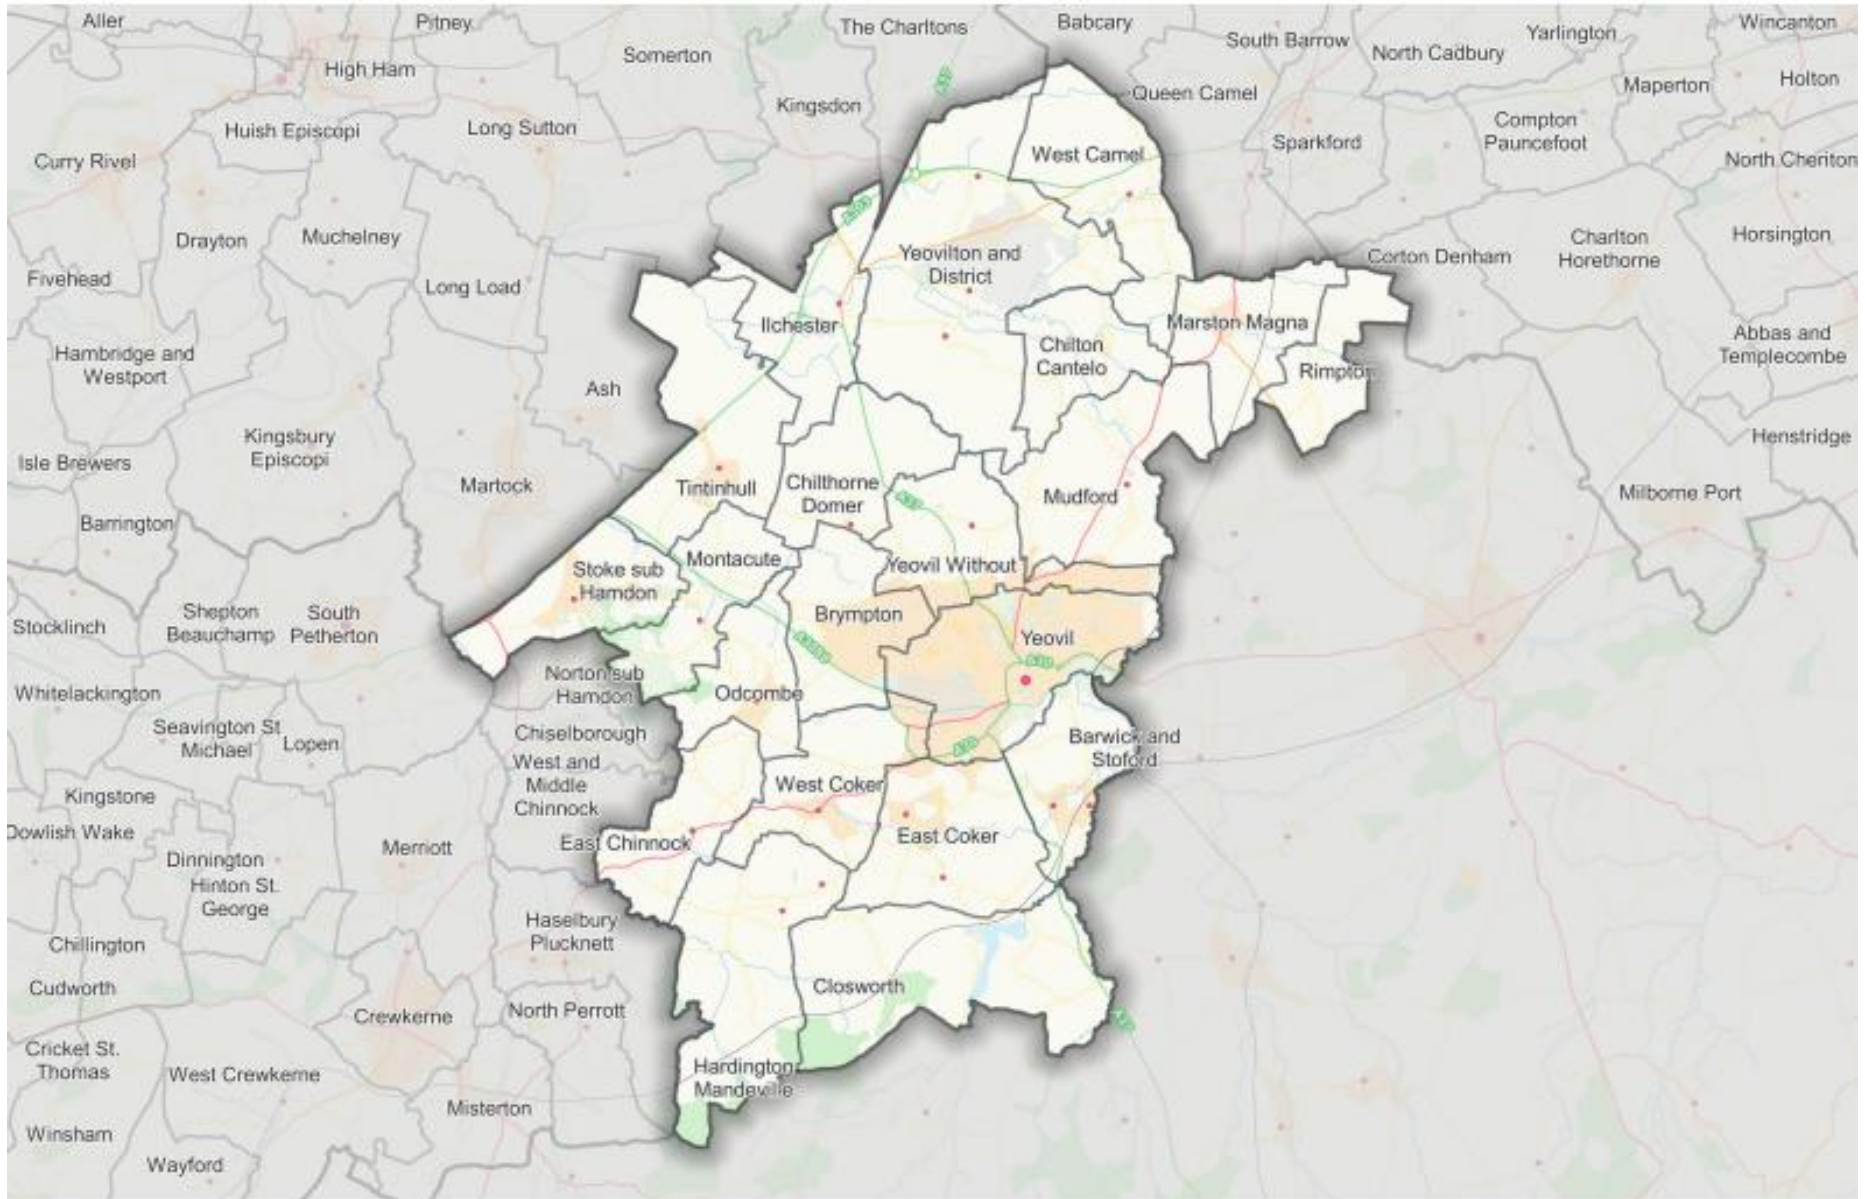 Aller
Pitney
The Charltons
Babcary
South Barrow
North Cadbury
Yarlington
Wincanton
High Ham
Somerton
Kingsdon
Queen Camel
Maperton
Holton
Huish Episcopi
Long Sutton
Sparkford
Compton
Pauncefoot
Curry Rivel
West Camel
North Cheriton
A303
Drayton
Muchelney
Yeovilton and
District
Corton Denham
Charlton
Horethorne
Horsington
Fivehead
Long Load
Ilchester
Marston Magna
Abbas and
Templecombe
Hambridge and
Westport
Ash
Chilton
Cantelo
Rimpton
Kingsbury
Episcopi
Henstridge
Isle Brewers
Martock
Tintinhull
Chilthorne
Domer
A37
Mudford
Milborne Port
Barrington
Montacute
Yeovil Without
Stoke sub
Hamdon
Shepton
Beauchamp
South
Petherton
Stocklinch
Brympton
Yeovil
A30
Whitelackington
Norton sub
Hamdon
Odcombe
Seavington St
Michael
Lopen
Chiselborough
Barwick and
Stoford
A30
West and
Middle
Chinnock
Kingstone
West Coker
Dowlish Wake
Dinnington
Merriott
East Chinnock
East Coker
Hinton St.
George
Haselbury
Plucknett
Chillington
Cudworth
Closworth
Crewkerne
North Perrott
A37
Cricket St.
Thomas
West Crewkerne
Hardington
Mandeville
Misterton
Winsham
Wayford